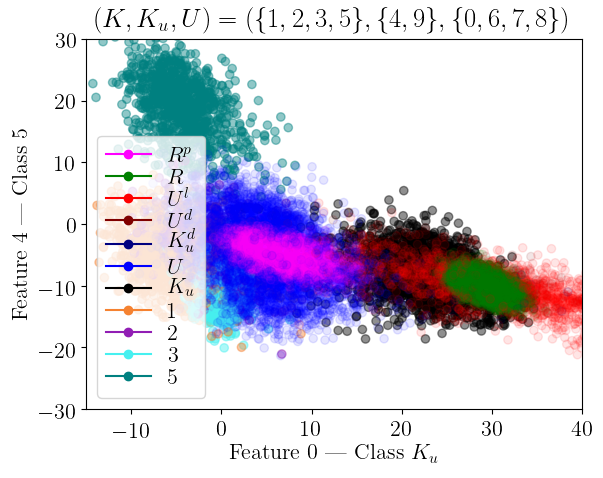 (K, K_u, U) = ({1, 2, 3, 5}, {4, 9}, {0, 6, 7, 8})
30
20
10
0
−10
−20
−30
Feature 4 — Class 5
R^p
R
U^l
U^d
K_u^d
U
K_u
1
2
3
5
−10
0
10
20
30
40
Feature 0 — Class K_u